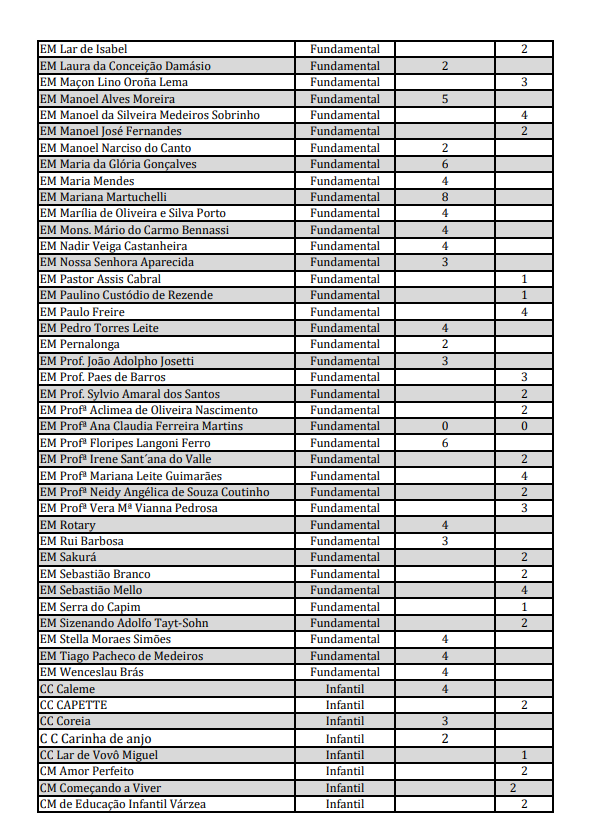 EM Lar de Isabel Fundamental 2
EM Laura da Conceição Damásio Fundamental 2
EM Maçon Lino Oroña Lema Fundamental 3
EM Manoel Alves Moreira Fundamental 5
EM Manoel da Silveira Medeiros Sobrinho Fundamental 4
EM Manoel José Fernandes Fundamental 2
EM Manoel Narciso do Canto Fundamental 2
EM Maria da Glória Gonçalves Fundamental 6
EM Maria Mendes Fundamental 4
EM Mariana Martuchelli Fundamental 8
EM Marília de Oliveira e Silva Porto Fundamental 4
EM Mons. Mário do Carmo Bennassi Fundamental 4
EM Nadir Veiga Castanheira Fundamental 4
EM Nossa Senhora Aparecida Fundamental 3
EM Pastor Assis Cabral Fundamental 1
EM Paulino Custódio de Rezende Fundamental 1
EM Paulo Freire Fundamental 4
EM Pedro Torres Leite Fundamental 4
EM Pernalonga Fundamental 2
EM Prof. João Adolpho Josetti Fundamental 3
EM Prof. Paes de Barros Fundamental 3
EM Prof. Sylvio Amaral dos Santos Fundamental 2
EM Profª Aclimea de Oliveira Nascimento Fundamental 2
EM Profª Ana Claudia Ferreira Martins Fundamental 0 0
EM Profª Floripes Langoni Ferro Fundamental 6
EM Profª Irene Sant´ana do Valle Fundamental 2
EM Profª Mariana Leite Guimarães Fundamental 4
EM Profª Neidy Angélica de Souza Coutinho Fundamental 2
EM Profª Vera Mª Vianna Pedrosa Fundamental 3
EM Rotary Fundamental 4
EM Rui Barbosa Fundamental 3
EM Sakurá Fundamental 2
EM Sebastião Branco Fundamental 2
EM Sebastião Mello Fundamental 4
EM Serra do Capim Fundamental 1
EM Sizenando Adolfo Tayt-Sohn Fundamental 2
EM Stella Moraes Simões Fundamental 4
EM Tiago Pacheco de Medeiros Fundamental 4
EM Wenceslau Brás Fundamental 4
CC Caleme Infantil 4
CC CAPETTE Infantil 2
CC Coreia Infantil 3
C C Carinha de anjo Infantil 2
CC Lar de Vovô Miguel Infantil 1
CM Amor Perfeito Infantil 2
CM Começando a Viver Infantil 2
CM de Educação Infantil Várzea Infantil 2